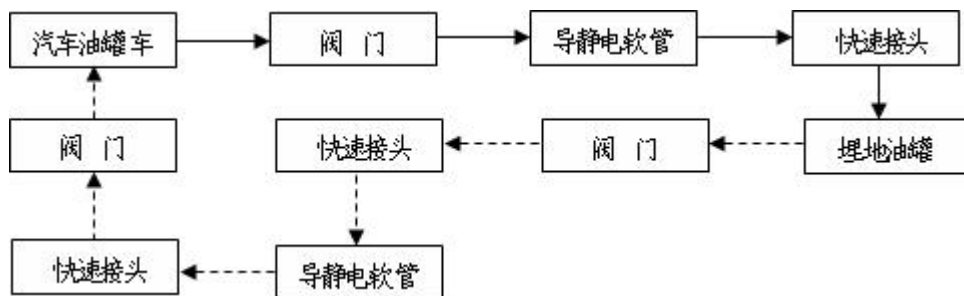 汽车油罐车
阀 门
导静电软管
快速接头
阀 门
快速接头
阀 门
埋地油罐
快速接头
导静电软管